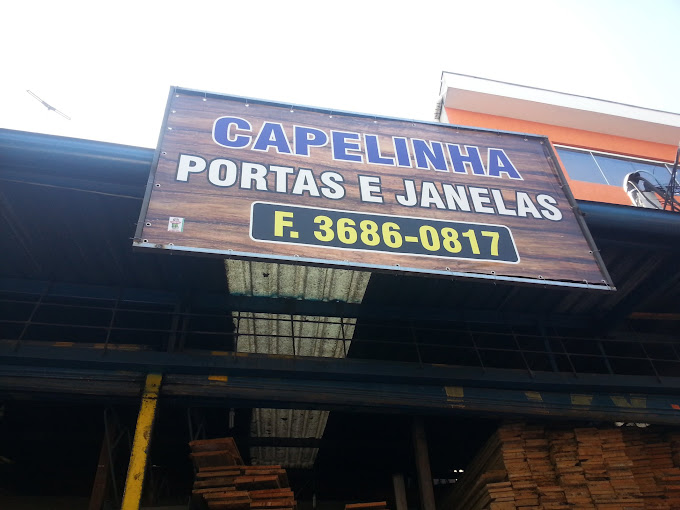 CAPELINHA
PORTAS E JANELAS
F. 3686-0817